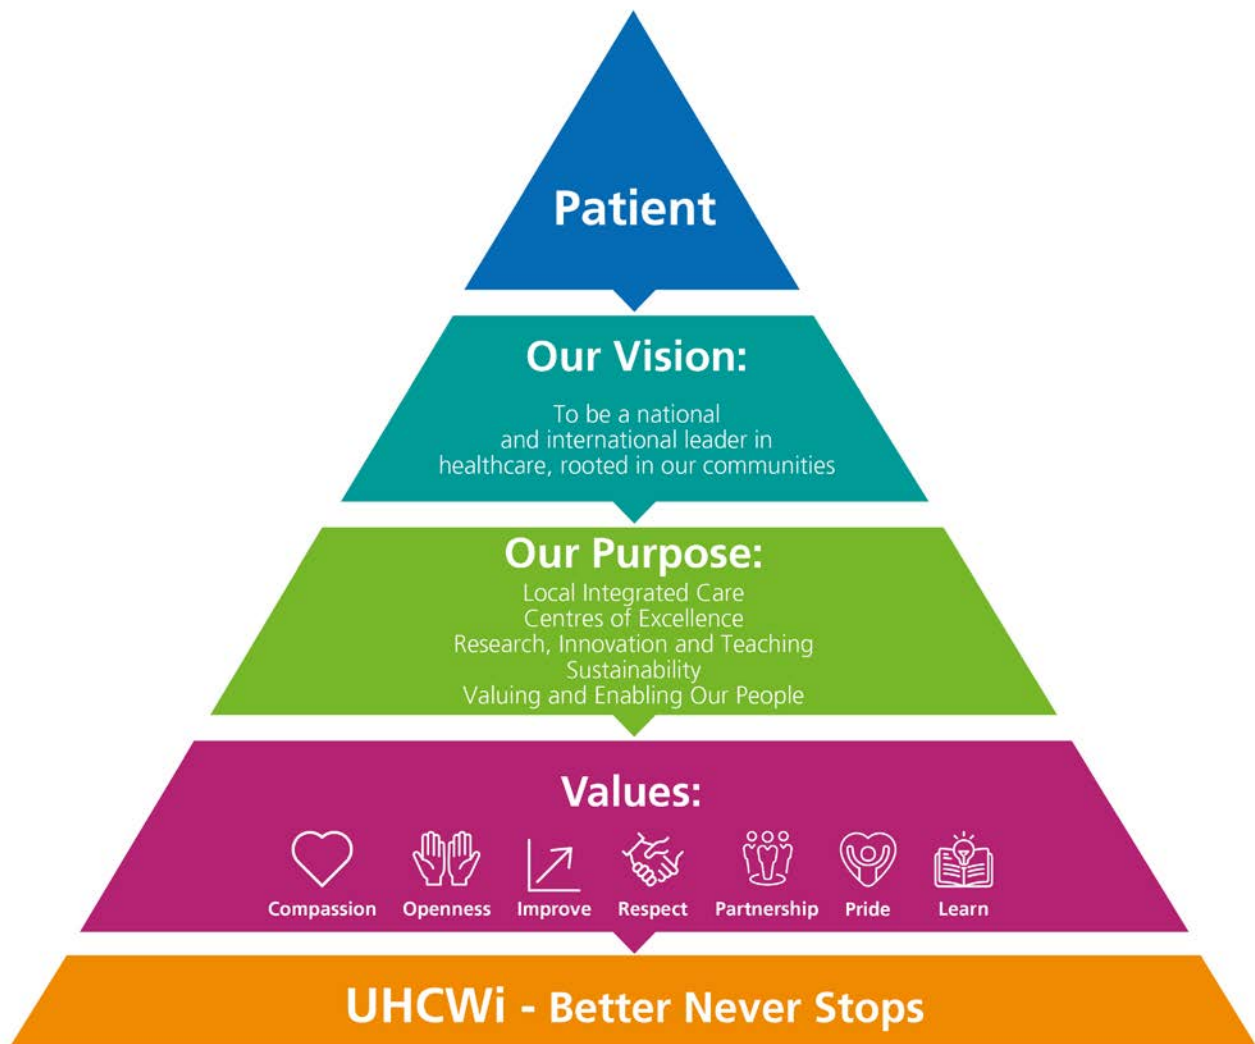 Patient
Our Vision:
To be a national
and international leader in
healthcare, rooted in our communities
Our Purpose:
Local Integrated Care
Centres of Excellence
Research, Innovation and Teaching
Sustainability
Valuing and Enabling Our People
Values:
Compassion Openness Improve Respect Partnership Pride Learn
UHCWi - Better Never Stops